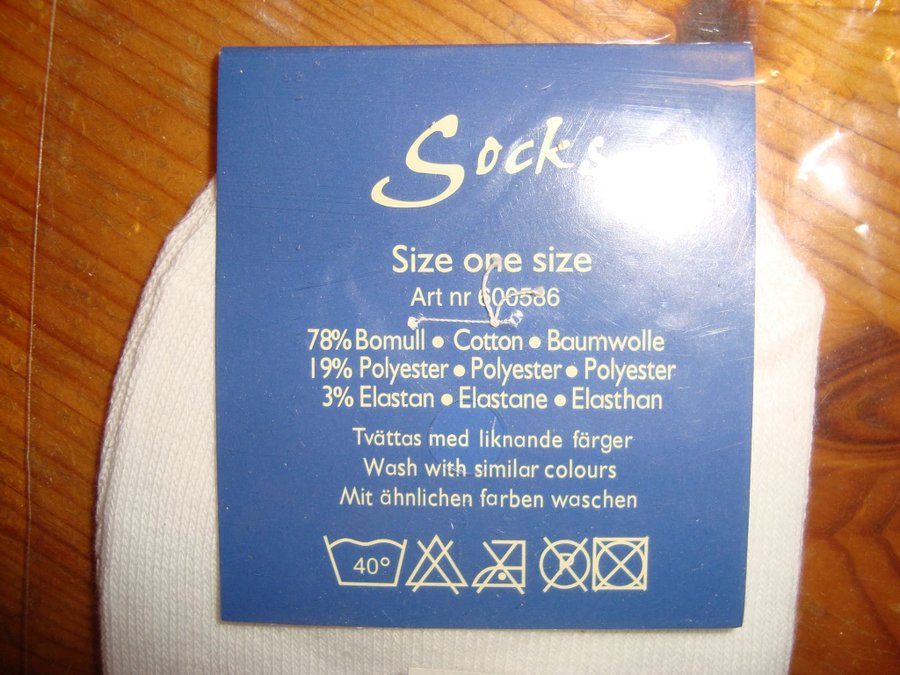 Socks
Size one size
Art nr 600586
78% Bomull • Cotton • Baumwolle
19% Polyester • Polyester • Polyester
3% Elastan • Elastane • Elasthan
Tvättas med liknande färger
Wash with similar colours
Mit ähnlichen farben waschen
40° P